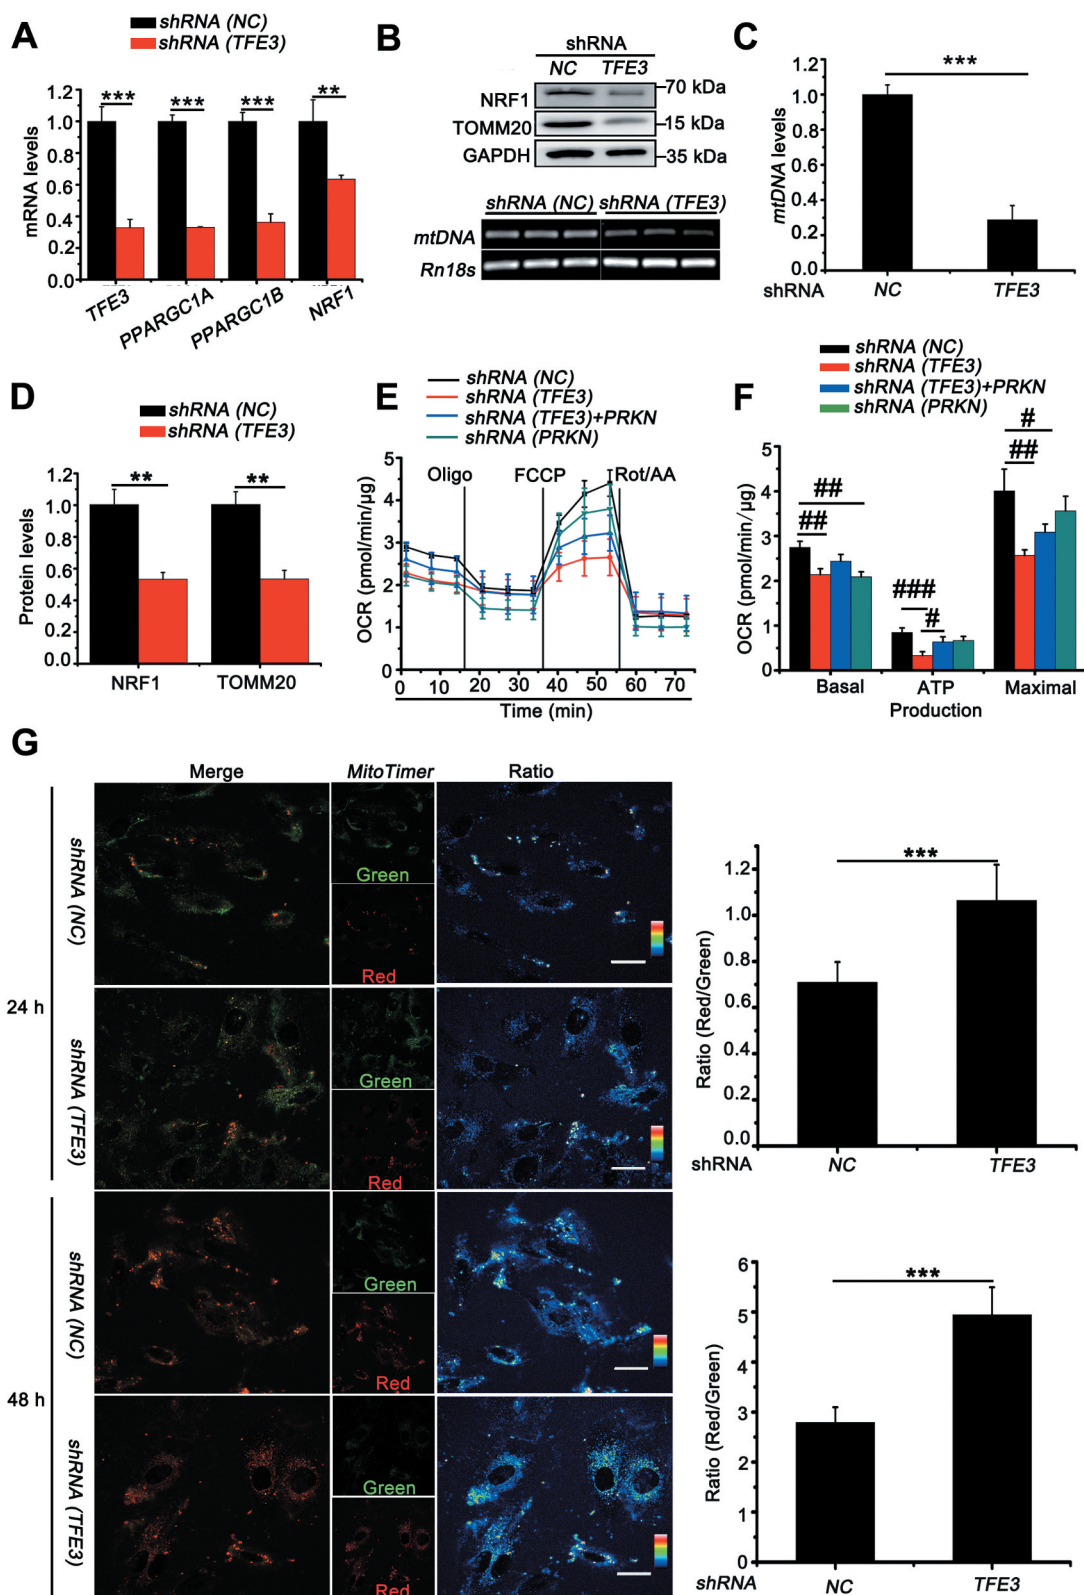 A
shRNA (NC)
shRNA (TFE3)
mRNA levels
1.2
1.0
0.8
0.6
0.4
0.2
0.0
***
***
***
**
TFE3
PPARGC1A
PPARGC1B
NRF1
B
shRNA
NC TFE3
NRF1
70 kDa
TOMM20
15 kDa
GAPDH
35 kDa
shRNA (NC) shRNA (TFE3)
mtDNA
Rn18s
C
***
mtDNA levels
1.2
1.0
0.8
0.6
0.4
0.2
0.0
shRNA NC TFE3
D
shRNA (NC)
shRNA (TFE3)
Protein levels
1.2
1.0
0.8
0.6
0.4
0.2
0.0
**
**
NRF1 TOMM20
E
shRNA (NC)
shRNA (TFE3)
shRNA (TFE3)+PRKN
shRNA (PRKN)
OCR (pmol/min/µg)
5
4
3
2
1
0
Oligo FCCP Rot/AA
0 10 20 30 40 50 60 70
Time (min)
F
shRNA (NC)
shRNA (TFE3)
shRNA (TFE3)+PRKN
shRNA (PRKN)
OCR (pmol/min/µg)
5
4
3
2
1
0
##
##
###
#
#
##
Basal ATP Production Maximal
G
Merge MitoTimer Ratio
24 h
shRNA (NC)
Green
Red
shRNA (TFE3)
Green
Red
48 h
shRNA (NC)
Green
Red
shRNA (TFE3)
Green
Red
***
Ratio (Red/Green)
1.2
1.0
0.8
0.6
0.4
0.2
0.0
shRNA NC TFE3
***
Ratio (Red/Green)
6
5
4
3
2
1
0
shRNA NC TFE3